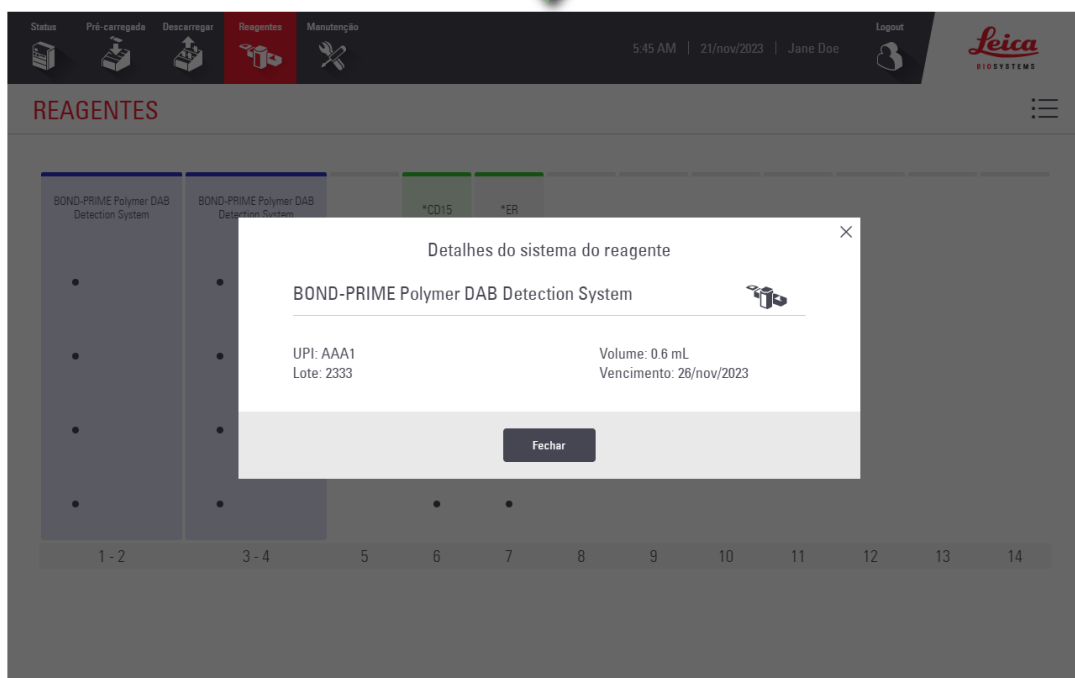 Status Pré-carregada Descarregar Reagentes Manutenção Logout
5:45 AM | 21/nov/2023 | Jane Doe
Leica
BIOSYSTEMS
REAGENTES
BOND-PRIME Polymer DAB Detection System
BOND-PRIME Polymer DAB Detection System
*CD15
*ER
Detalhes do sistema do reagente
BOND-PRIME Polymer DAB Detection System
UPI: AAA1
Volume: 0.6 mL
Lote: 2333
Vencimento: 26/nov/2023
Fechar
1 - 2 3 - 4 5 6 7 8 9 10 11 12 13 14